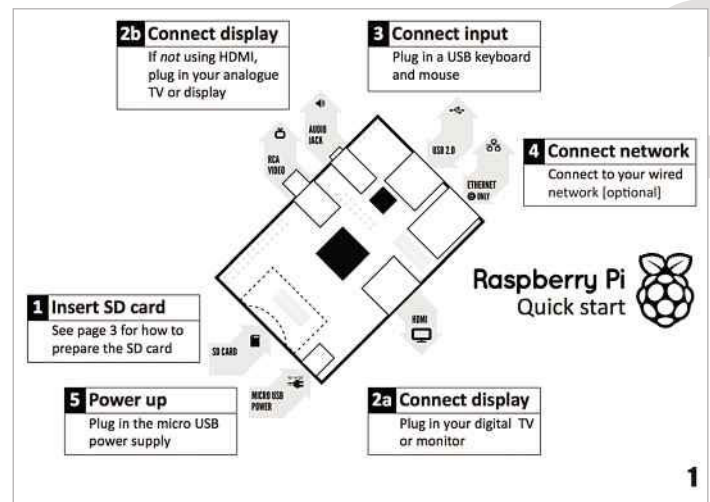 2b Connect display
If not using HDMI,
plug in your analogue
TV or display
3 Connect input
Plug in a USB keyboard
and mouse
RCA
VIDEO
AUDIO
JACK
USB 2.0
ETHERNET
ONLY
4 Connect network
Connect to your wired
network [optional]
Raspberry Pi
Quick start
1 Insert SD card
See page 3 for how to
prepare the SD card
SD CARD
HDMI
5 Power up
Plug in the micro USB
power supply
MICRO USB
POWER
2a Connect display
Plug in your digital TV
or monitor
1